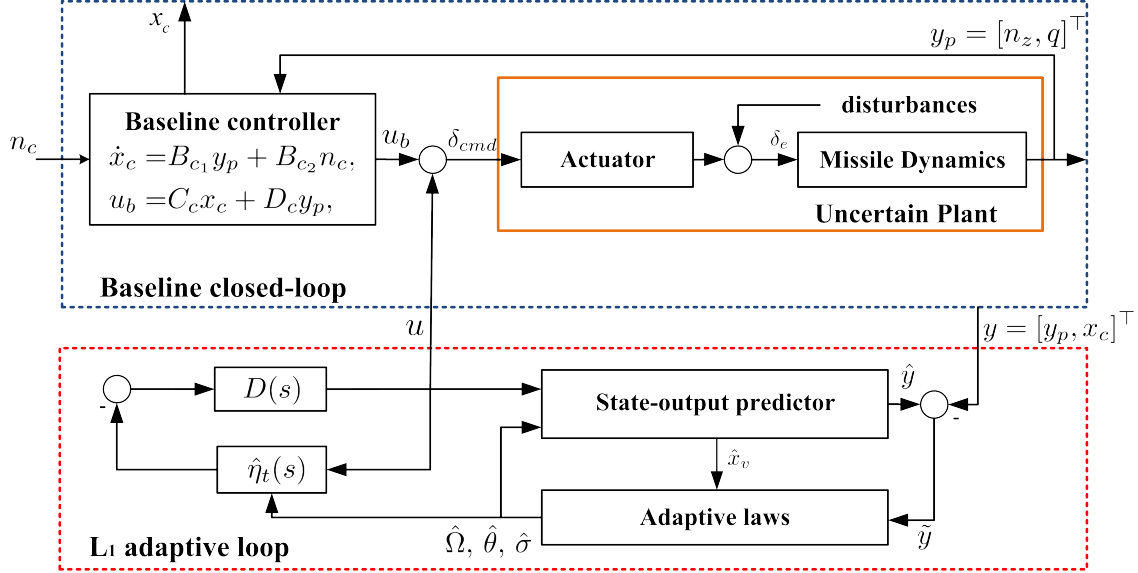 x_c
y_p = [n_z, q]^⊤
n_c
Baseline controller
ẋ_c =B_{c_1}y_p + B_{c_2}n_c,
u_b =C_c x_c + D_c y_p,
u_b
δ_{cmd}
Actuator
disturbances
δ_e
Missile Dynamics
Uncertain Plant
Baseline closed-loop
u
y = [y_p, x_c]^⊤
-
D(s)
State-output predictor
ŷ
-
η̂_t(s)
x̂_v
Adaptive laws
ỹ
Ω̂, θ̂, σ̂
L₁ adaptive loop